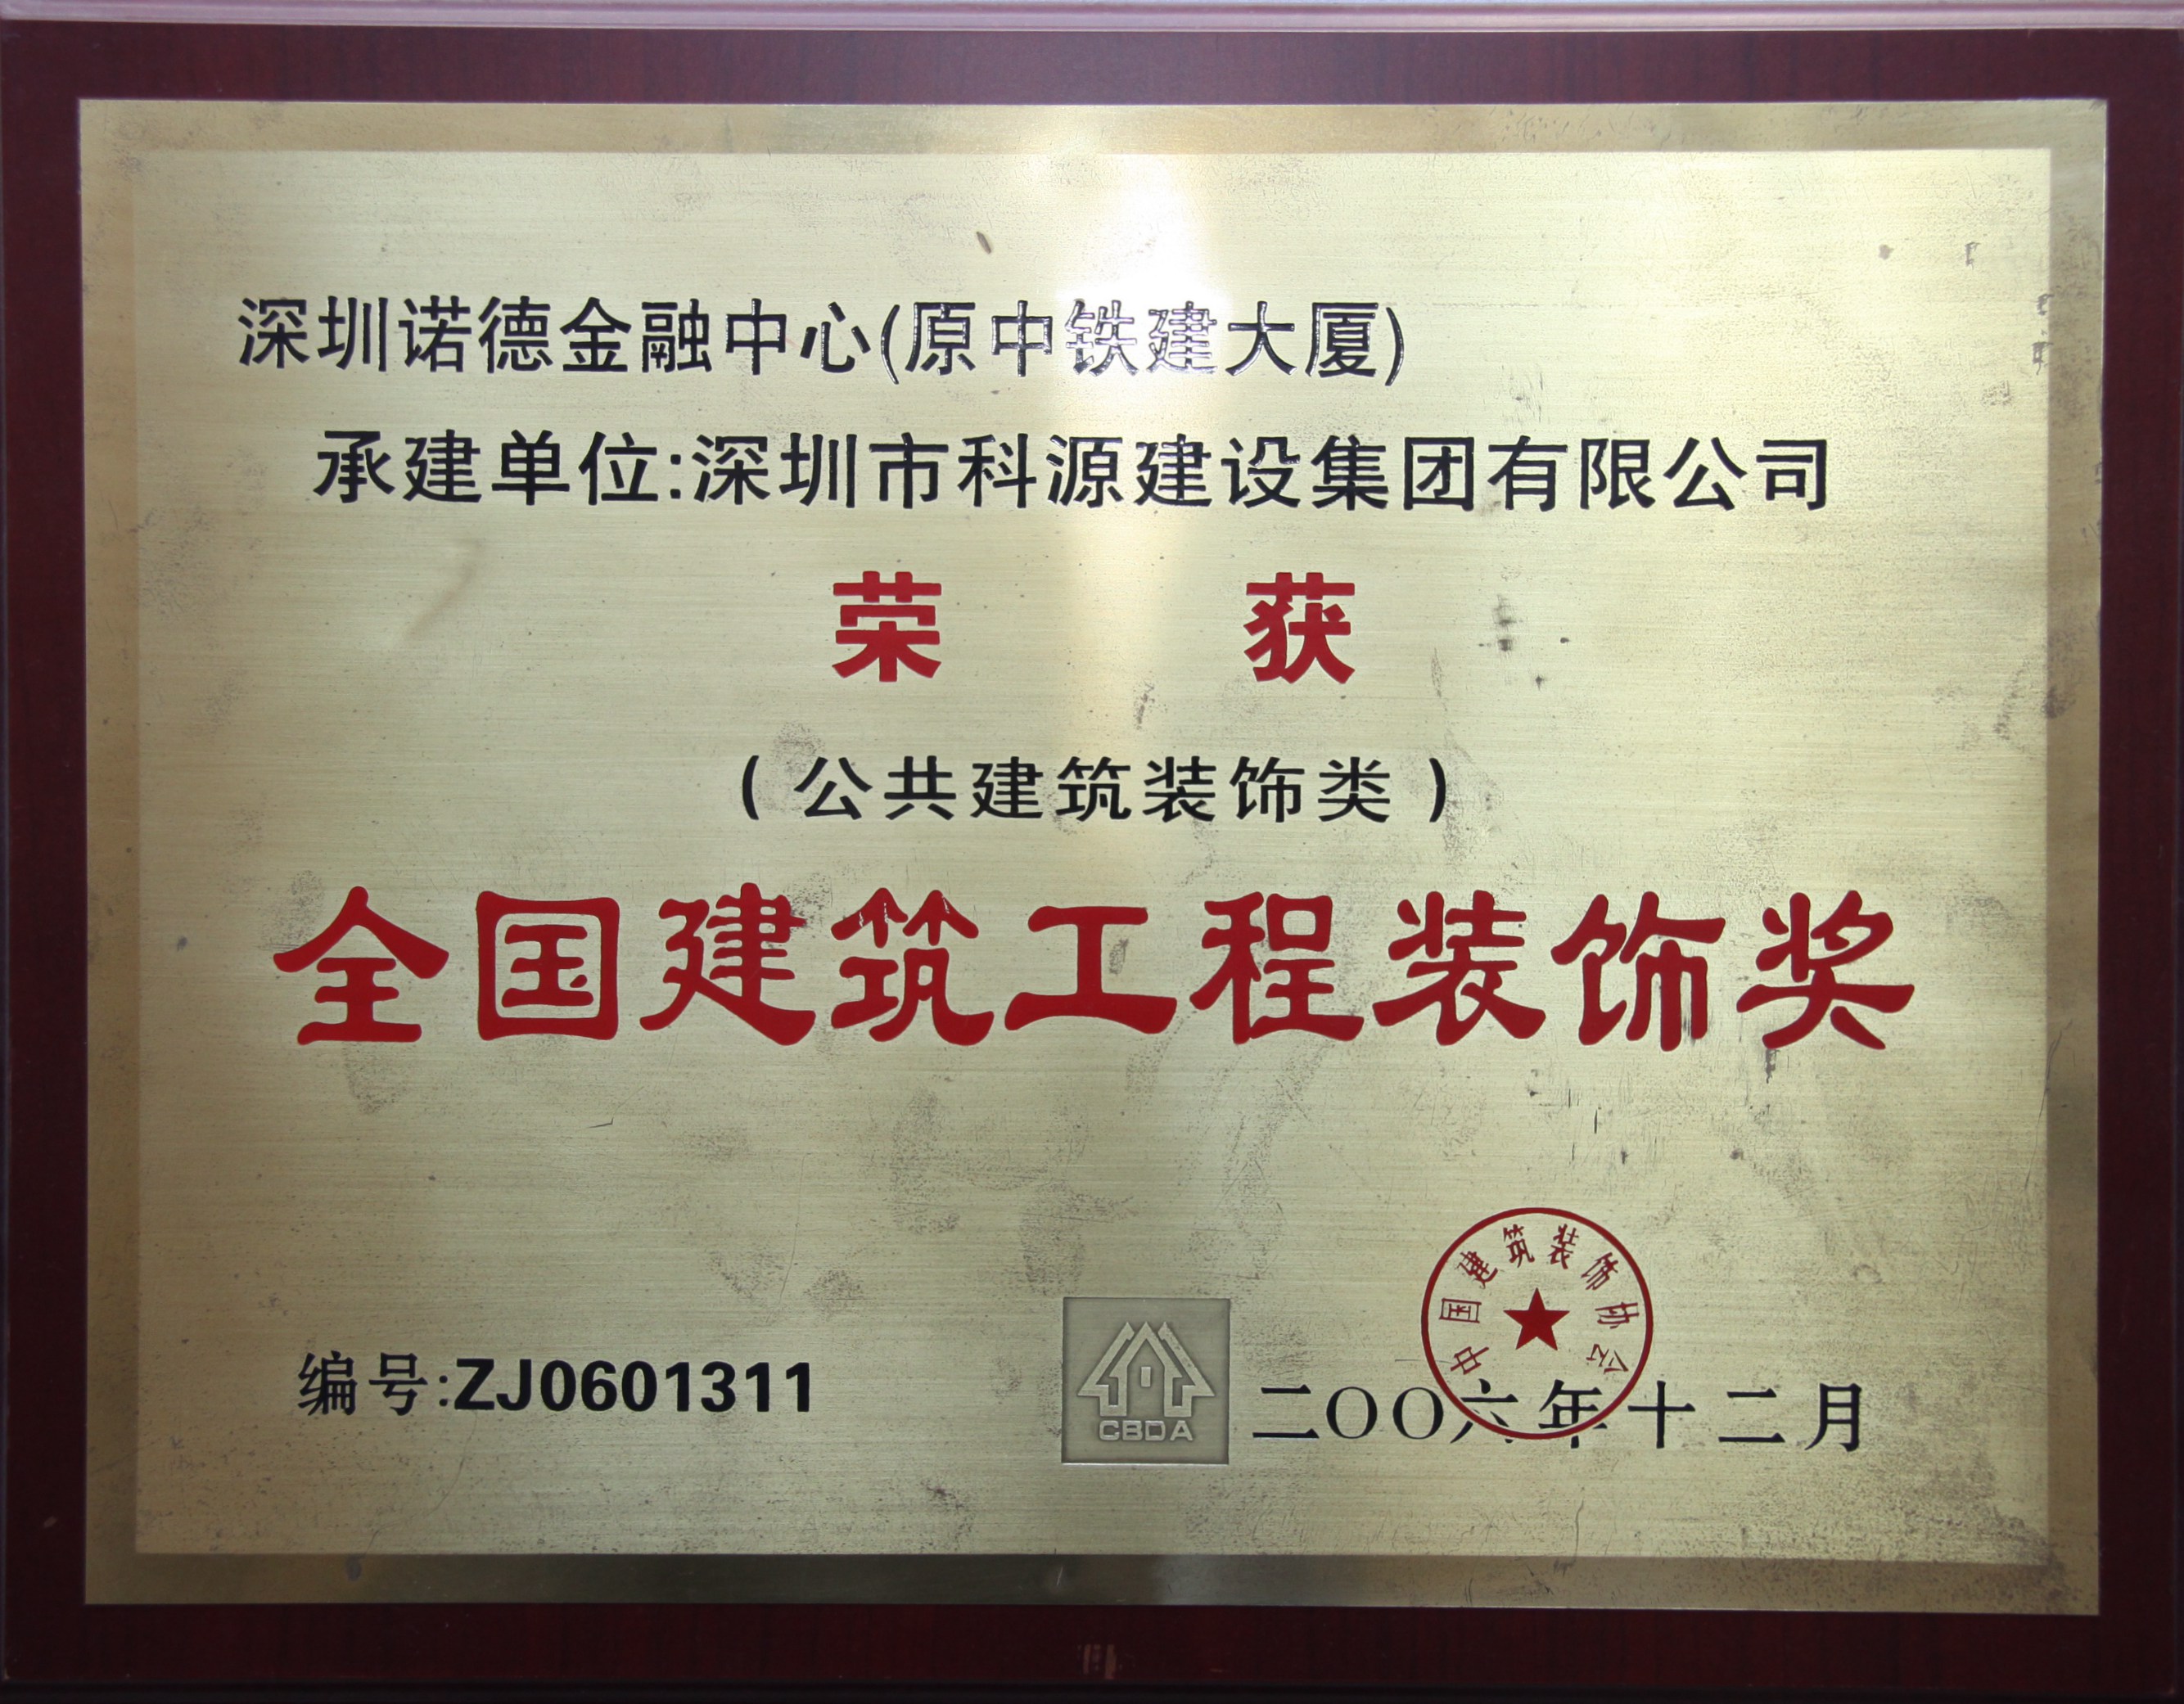 深圳诺德金融中心(原中铁建大厦)
承建单位:深圳市科源建设集团有限公司
荣获
(公共建筑装饰类)
全国建筑工程装饰奖
中国建筑装饰协会
编号:ZJ0601311
CBDA
二〇〇六年十二月